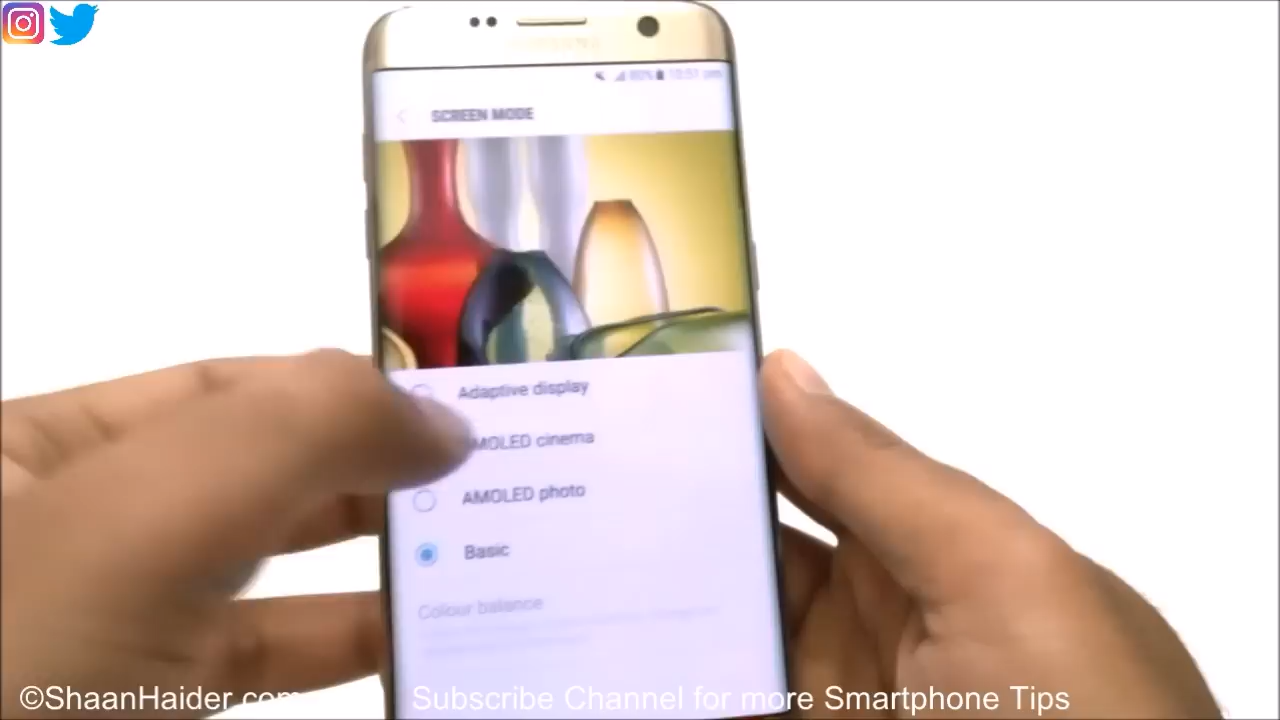 SAMSUNG
SCREEN MODE
Adaptive display
MOLED cinema
AMOLED photo
Basic
Colour balance
©ShaanHaider.com
Subscribe Channel for more Smartphone Tips